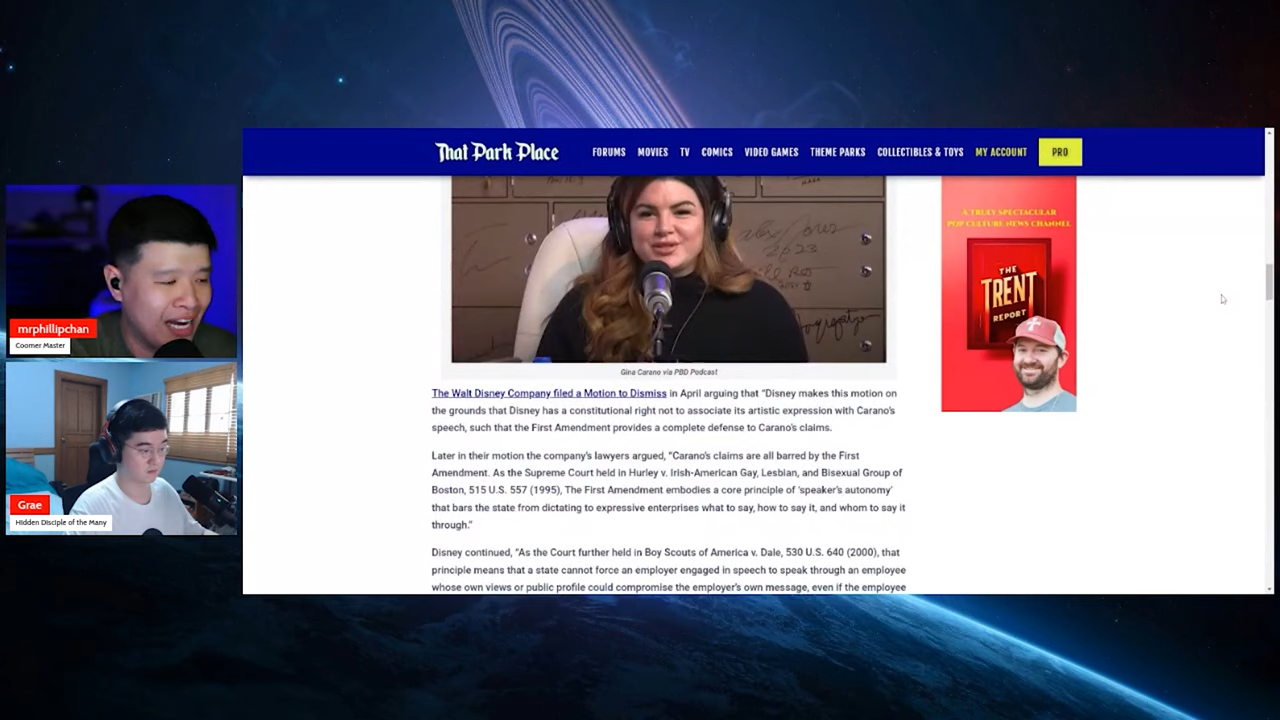 That Park Place
FORUMS MOVIES TV COMICS VIDEO GAMES THEME PARKS COLLECTIBLES & TOYS MY ACCOUNT PRO
Gina Carano via PBD Podcast
The Walt Disney Company filed a Motion to Dismiss in April arguing that “Disney makes this motion on
the grounds that Disney has a constitutional right not to associate its artistic expression with Carano’s
speech, such that the First Amendment provides a complete defense to Carano’s claims.
Later in their motion the company’s lawyers argued, “Carano’s claims are all barred by the First
Amendment. As the Supreme Court held in Hurley v. Irish-American Gay, Lesbian, and Bisexual Group of
Boston, 515 U.S. 557 (1995), The First Amendment embodies a core principle of ‘speaker’s autonomy’
that bars the state from dictating to expressive enterprises what to say, how to say it, and whom to say it
through.”
Disney continued, “As the Court further held in Boy Scouts of America v. Dale, 530 U.S. 640 (2000), that
principle means that a state cannot force an employer engaged in speech to speak through an employee
whose own views or public profile could compromise the employer’s own message, even if the employee
A TRULY SPECTACULAR
POP CULTURE NEWS CHANNEL
THE
TRENT
REPORT
mrphillipchan
Coomer Master
Grae
Hidden Disciple of the Many